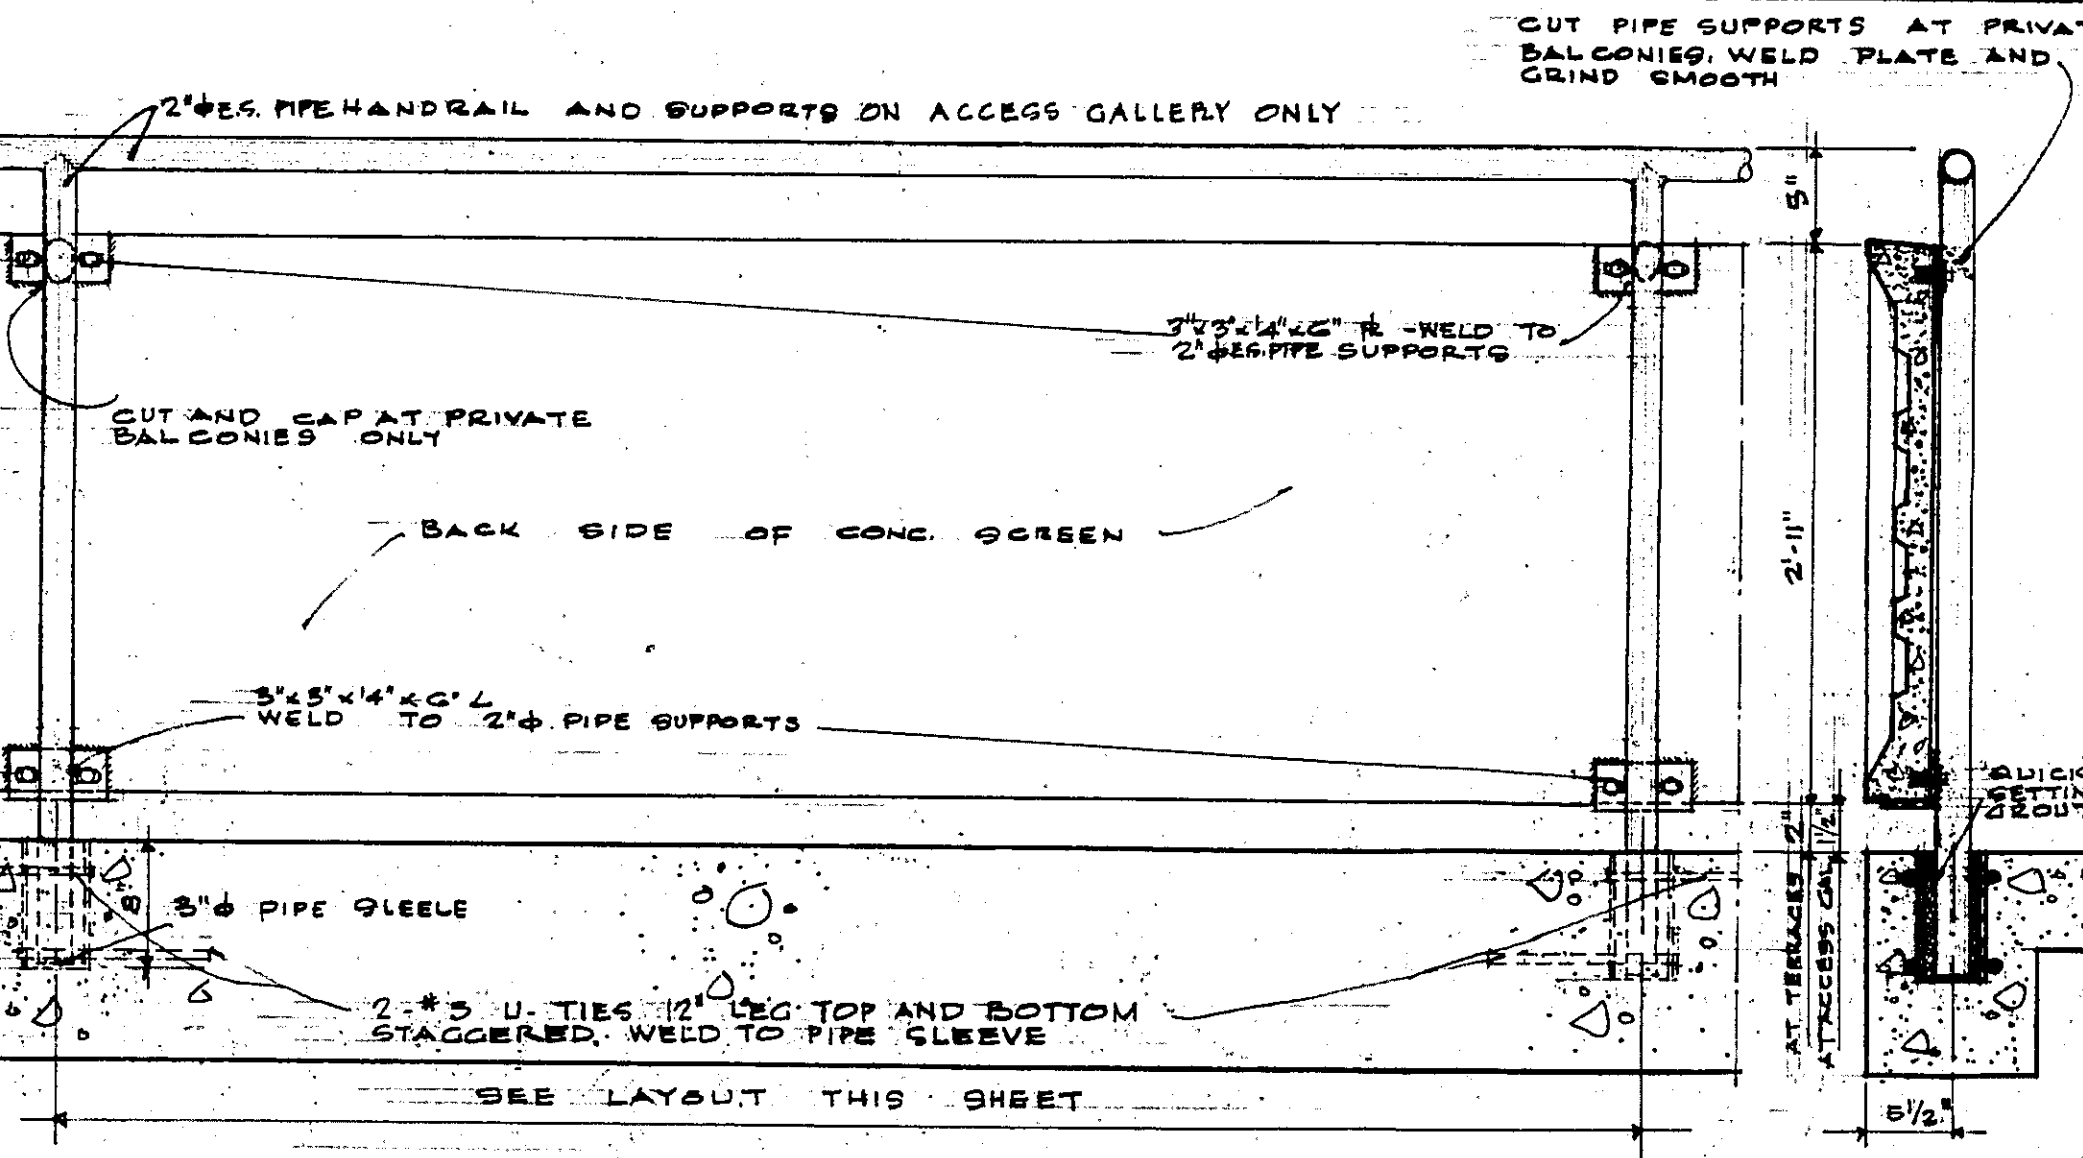 CUT PIPE SUPPORTS AT PRIVAT
BALCONIES. WELD PLATE AND
GRIND SMOOTH
2"ϕ E.S. PIPE HANDRAIL AND SUPPORTS ON ACCESS GALLERY ONLY
5"
3"x3"x1/4"x6" PL - WELD TO
2"ϕ E.S. PIPE SUPPORTS
CUT AND CAP AT PRIVATE
BALCONIES ONLY
BACK SIDE OF CONC. SCREEN
2'-11"
3"x3"x1/4"x6" L
WELD TO 2"ϕ PIPE SUPPORTS
QUICK
SETTIN
GROUT
AT TERRACES 2"
AT ACCESS GAL. 1 1/2"
8"
3"ϕ PIPE SLEELE
2-#3 U-TIES 12" LEG TOP AND BOTTOM
STAGGERED. WELD TO PIPE SLEEVE
SEE LAYOUT THIS SHEET
5 1/2"